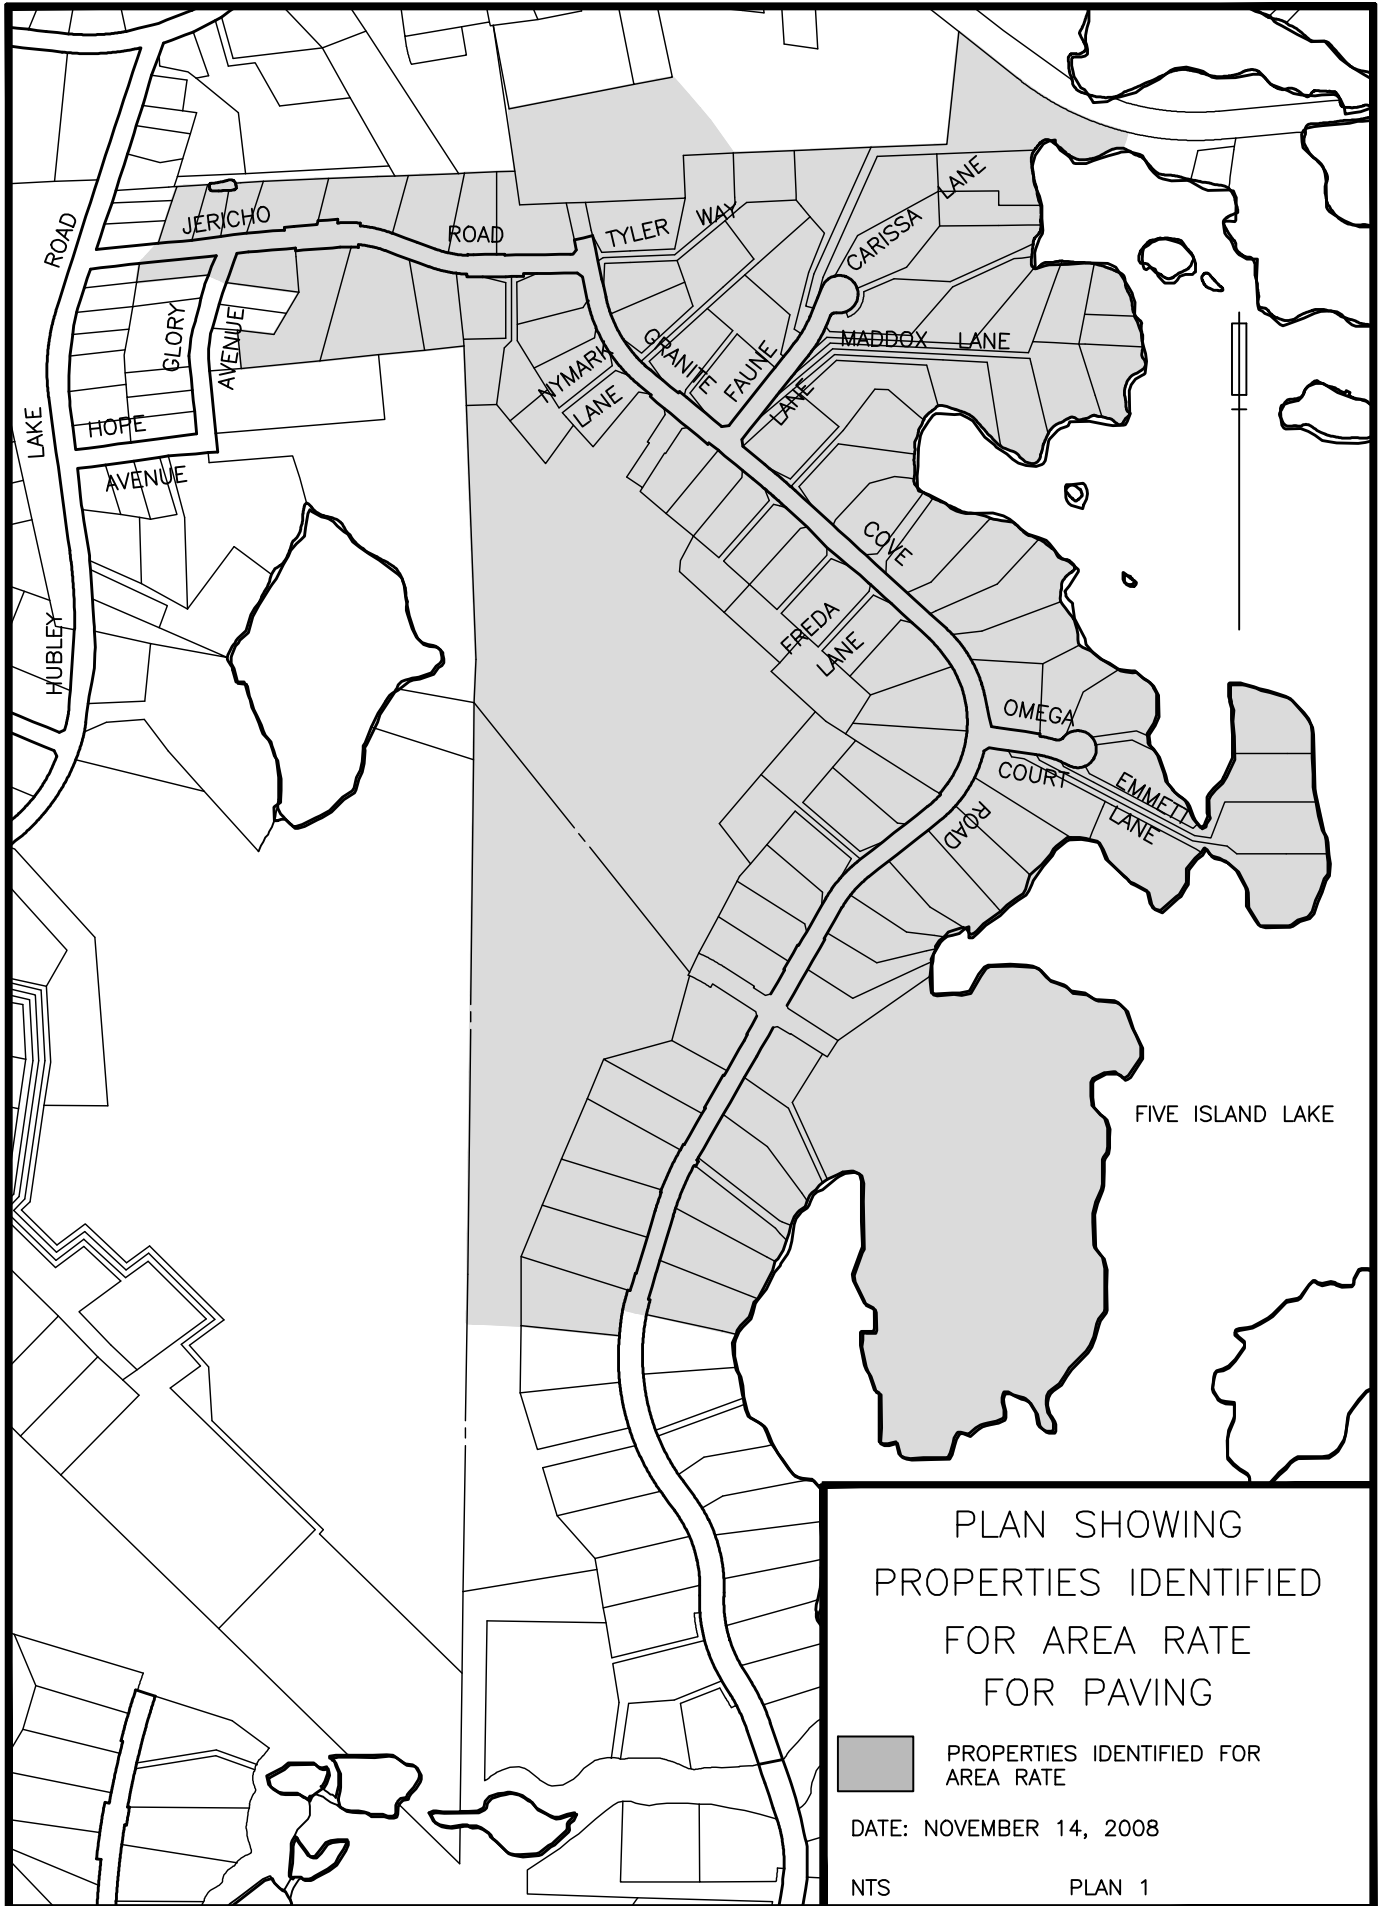 JERICHO
ROAD
TYLER
WAY
CARISSA
LANE
ROAD
GLORY
AVENUE
NYMARK
LANE
GRANITE
FAUNE
LANE
MADDOX LANE
LAKE
HOPE
AVENUE
COVE
HUBLEY
FREDA
LANE
OMEGA
COURT
EMMETT
LANE
ROAD
FIVE ISLAND LAKE
PLAN SHOWING
PROPERTIES IDENTIFIED
FOR AREA RATE
FOR PAVING
PROPERTIES IDENTIFIED FOR
AREA RATE
DATE: NOVEMBER 14, 2008
NTS PLAN 1